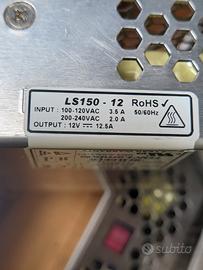 LS150 - 12 RoHS ✓
INPUT : 100-120VAC 3.5 A 50/60Hz
200-240VAC 2.0 A
OUTPUT : 12V ⎓ 12.5A
subito